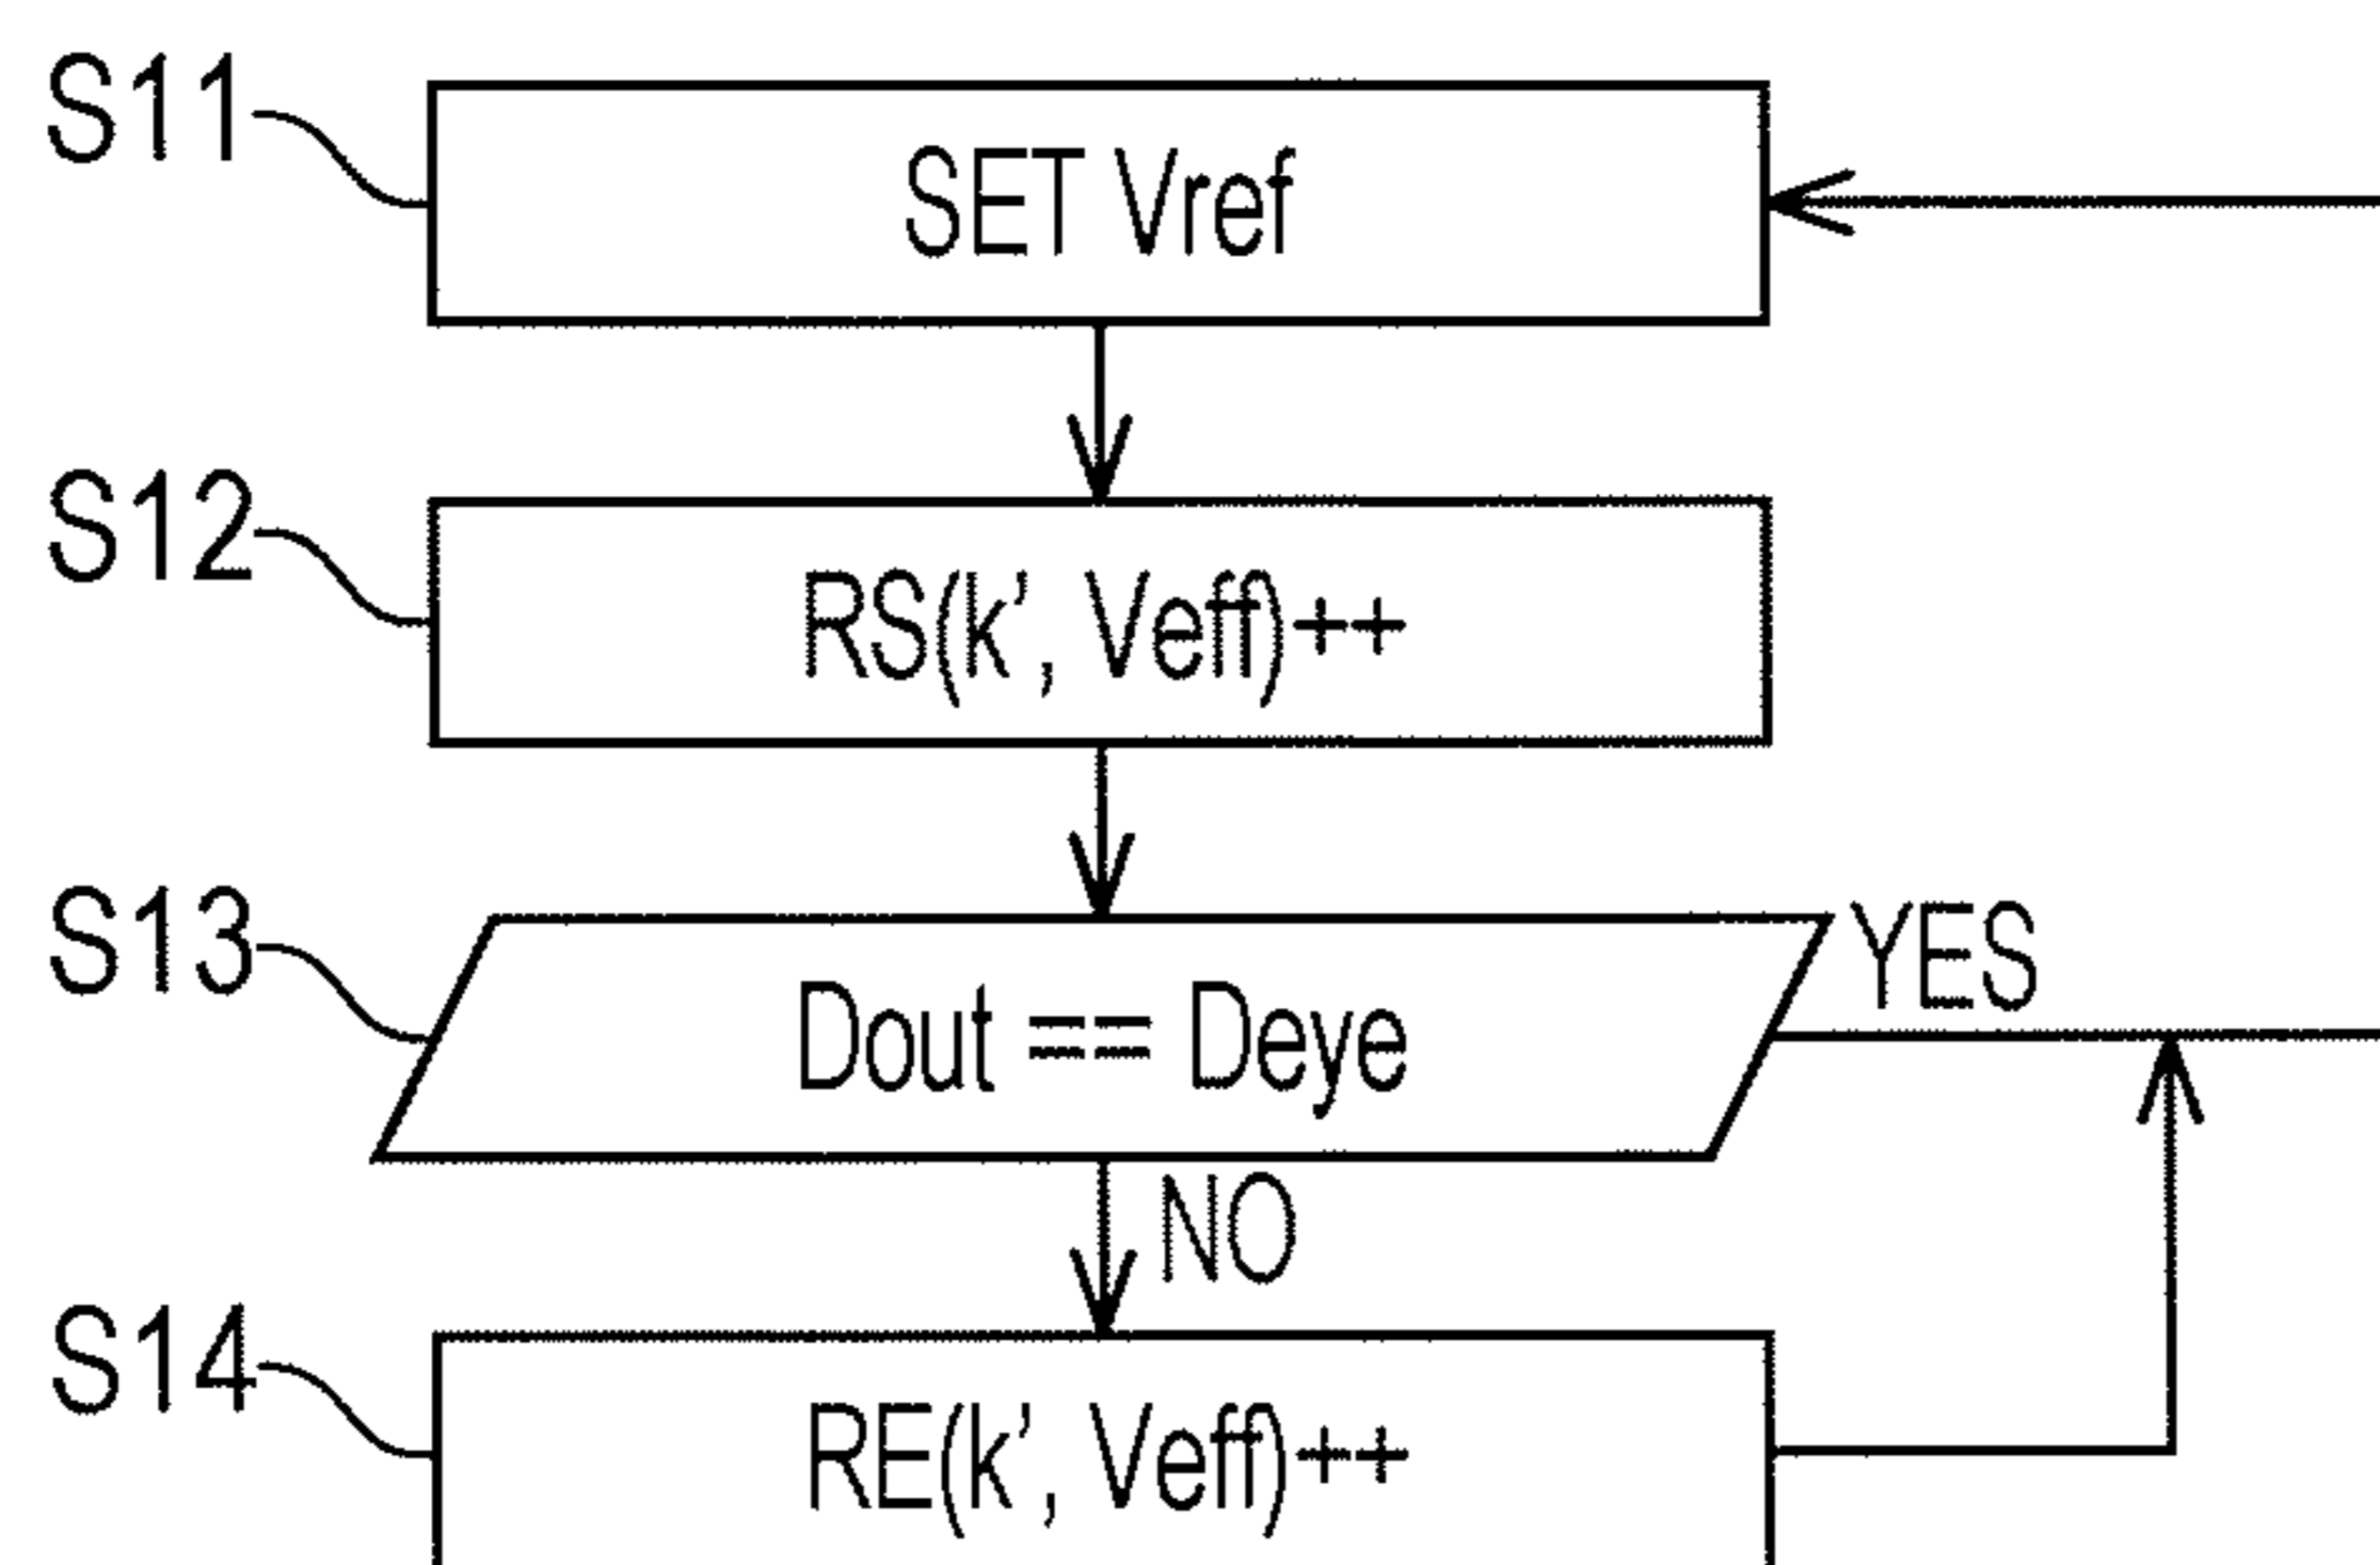 S11
SET Vref
S12
RS(k’, Veff)++
S13
Dout == Deye
YES
NO
S14
RE(k’, Veff)++